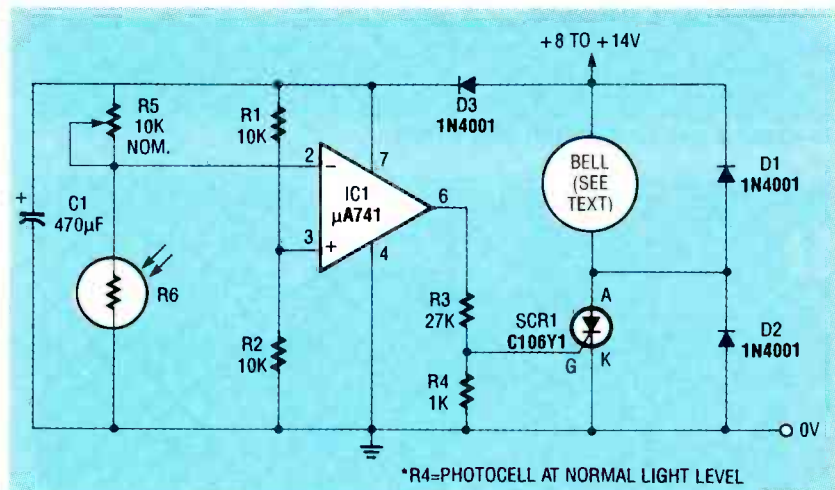 +8 TO +14V
R5
10K
NOM.
R1
10K
D3
1N4001
D1
1N4001
BELL
(SEE
TEXT)
2
−
7
IC1
µA741
6
3
+
4
+
C1
470µF
R6
R3
27K
R2
10K
SCR1
C106Y1
A
G
K
D2
1N4001
R4
1K
0V
*R4=PHOTOCELL AT NORMAL LIGHT LEVEL